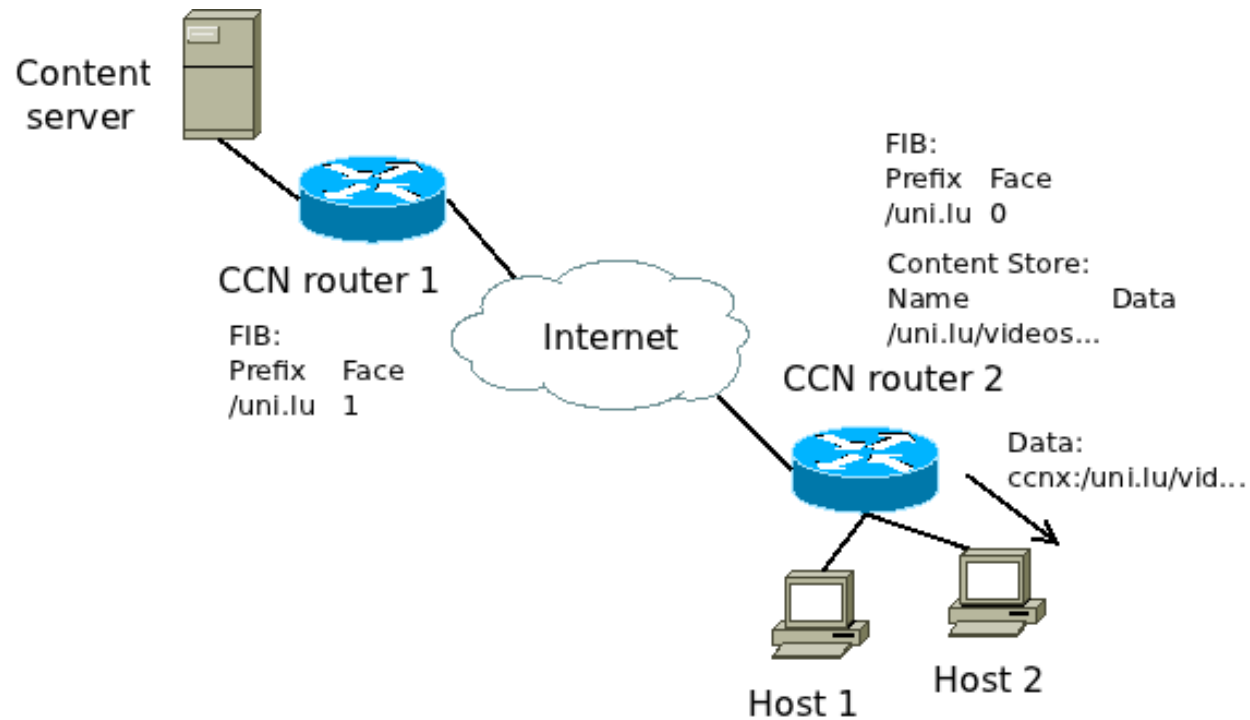 Content
server
CCN router 1
FIB:
Prefix Face
/uni.lu 1
Internet
FIB:
Prefix Face
/uni.lu 0
Content Store:
Name Data
/uni.lu/videos...
CCN router 2
Data:
ccnx:/uni.lu/vid...
Host 1
Host 2